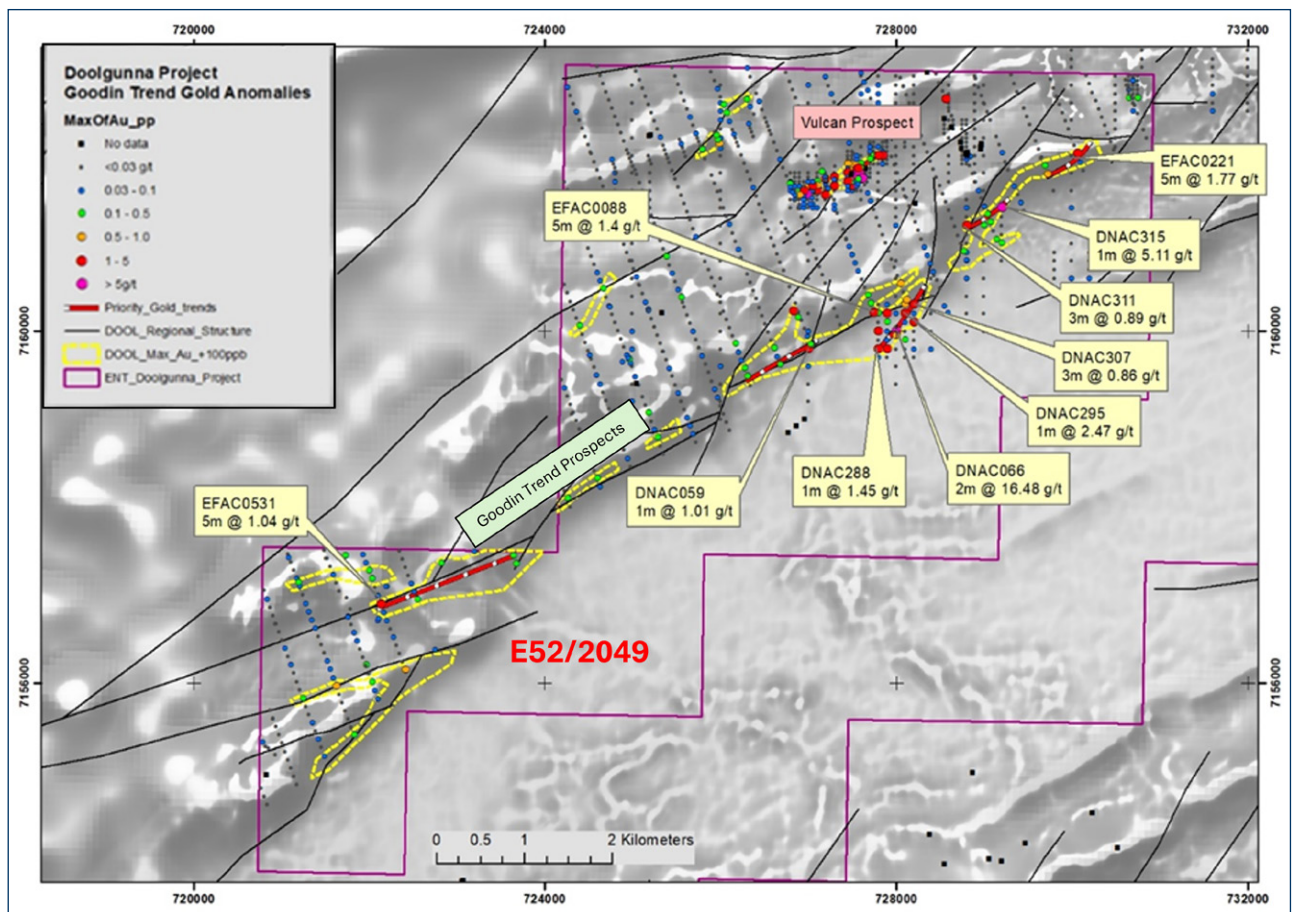 720000
724000
728000
732000
Doolgunna Project
Goodin Trend Gold Anomalies
MaxOfAu_pp
No data
<0.03 g/t
0.03 - 0.1
0.1 - 0.5
0.5 - 1.0
1 - 5
> 5g/t
Priority_Gold_trends
DOOL_Regional_Structure
DOOL_Max_Au_+100ppb
ENT_Doolgunna_Project
Vulcan Prospect
EFAC0221
5m @ 1.77 g/t
EFAC0088
5m @ 1.4 g/t
DNAC315
1m @ 5.11 g/t
DNAC311
3m @ 0.89 g/t
7160000
7160000
DNAC307
3m @ 0.86 g/t
DNAC295
1m @ 2.47 g/t
Goodin Trend Prospects
DNAC059
1m @ 1.01 g/t
DNAC288
1m @ 1.45 g/t
DNAC066
2m @ 16.48 g/t
EFAC0531
5m @ 1.04 g/t
E52/2049
7156000
7156000
0 0.5 1 2 Kilometers
720000
724000
728000
732000